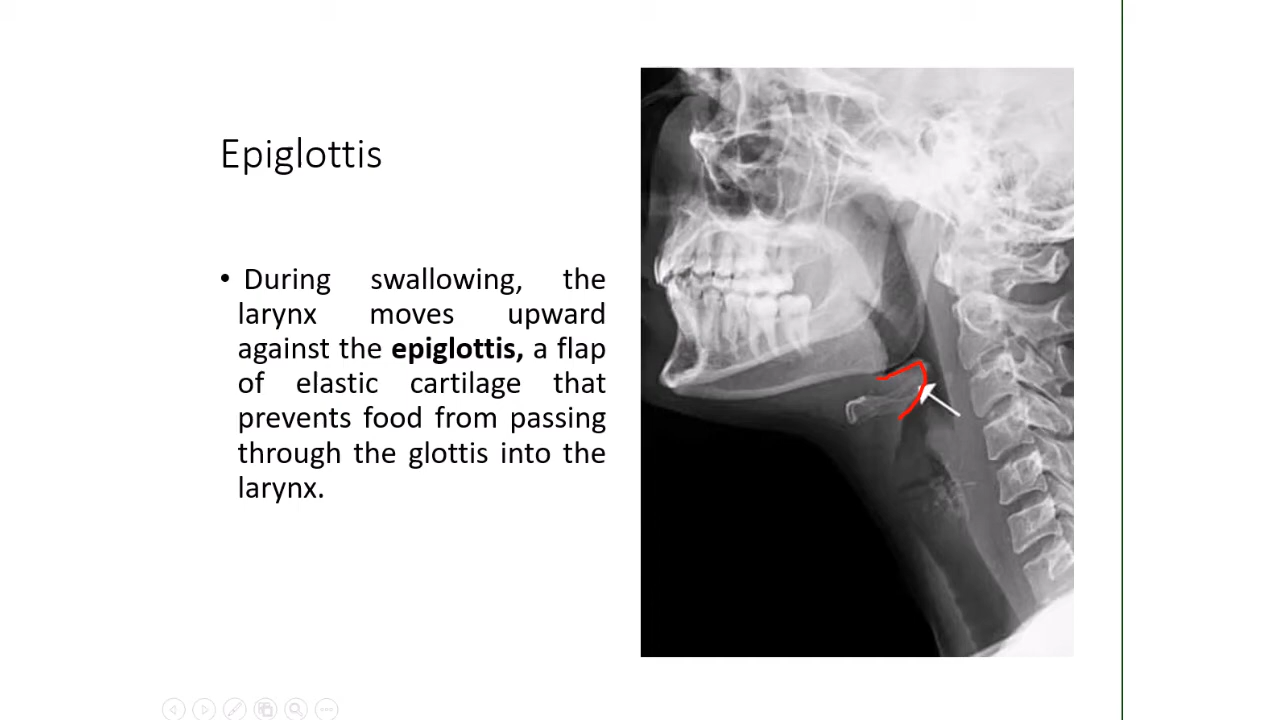 Epiglottis
• During swallowing, the
larynx moves upward
against the epiglottis, a flap
of elastic cartilage that
prevents food from passing
through the glottis into the
larynx.